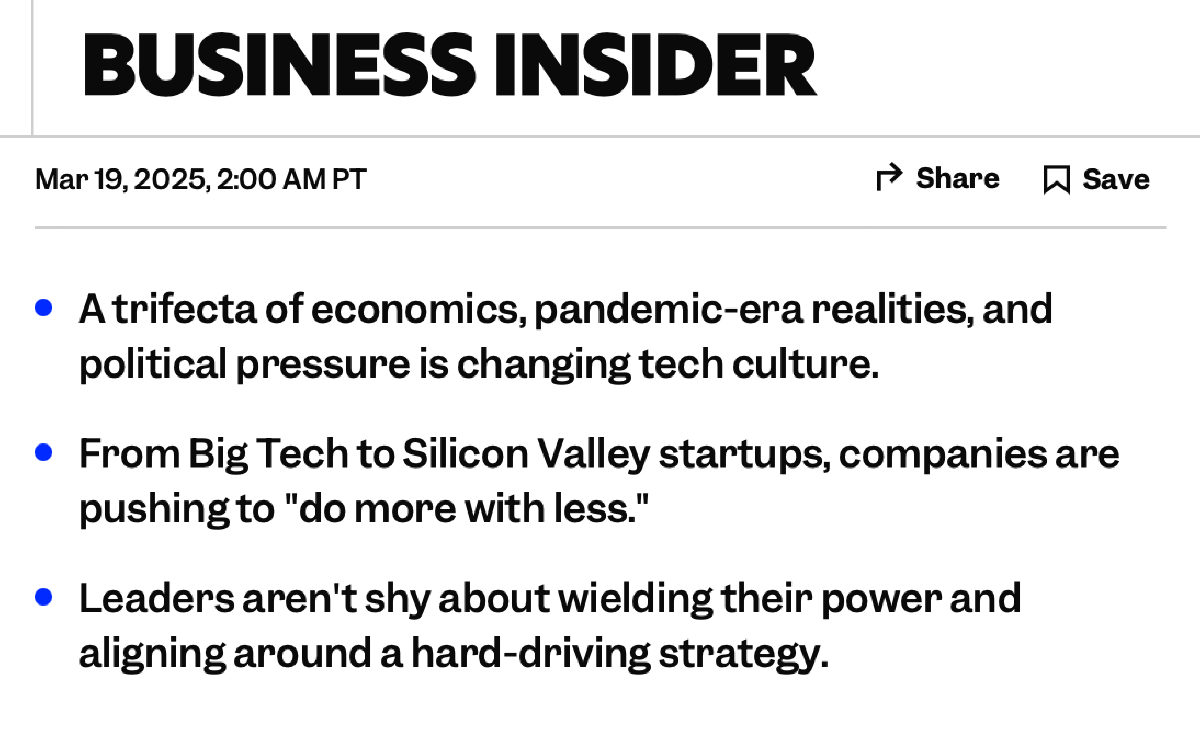 BUSINESS INSIDER
Mar 19, 2025, 2:00 AM PT
Share
Save
A trifecta of economics, pandemic-era realities, and
political pressure is changing tech culture.
From Big Tech to Silicon Valley startups, companies are
pushing to "do more with less."
Leaders aren't shy about wielding their power and
aligning around a hard-driving strategy.